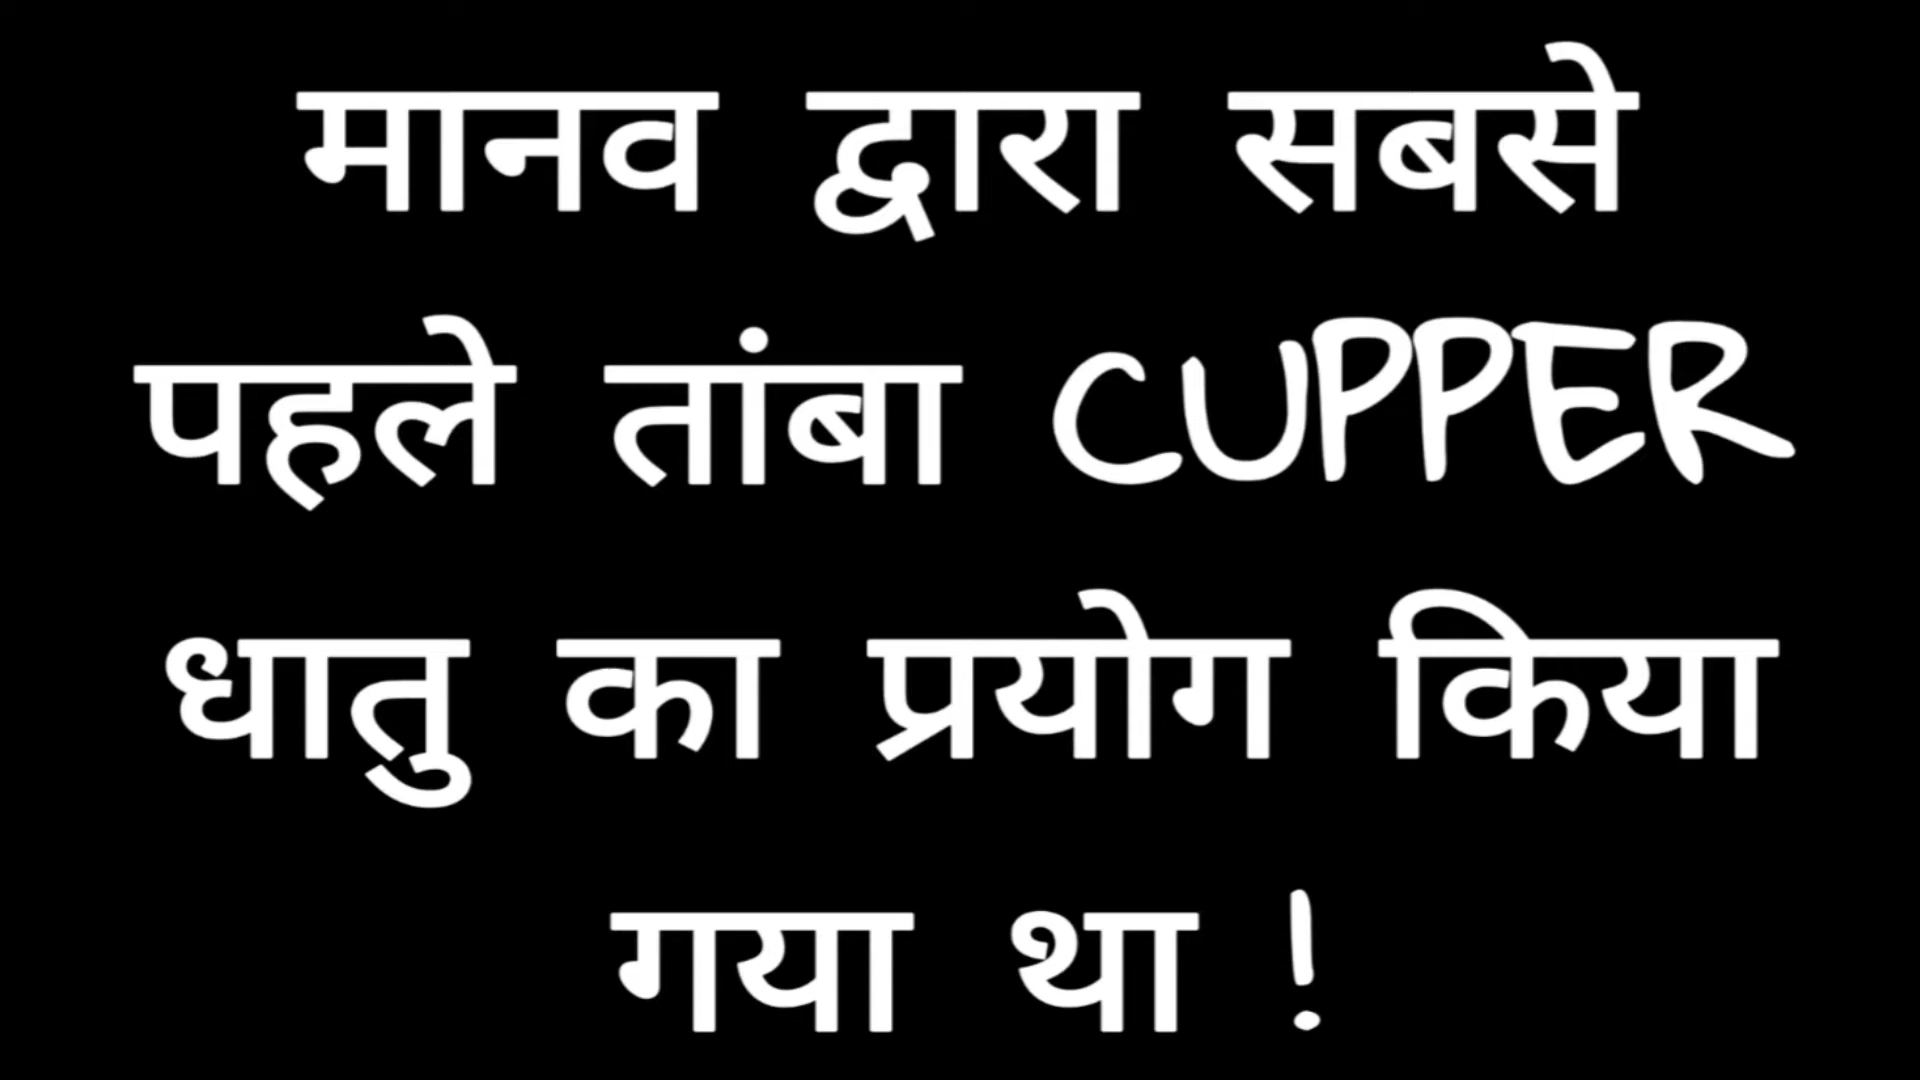 मानव द्वारा सबसे
पहले तांबा CUPPER
धातु का प्रयोग किया
गया था !